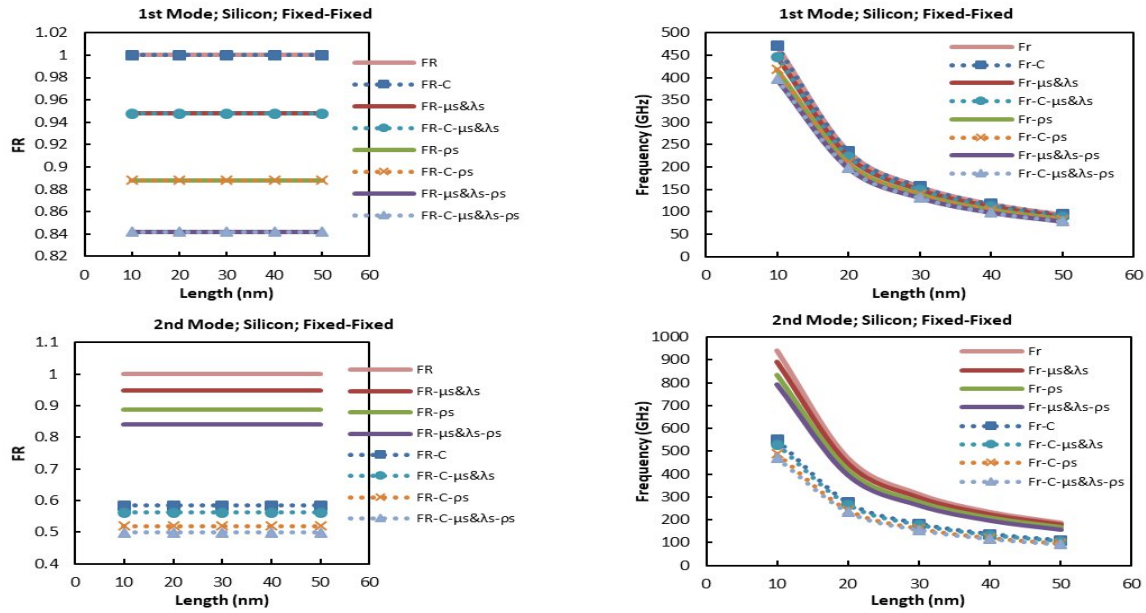 1st Mode; Silicon; Fixed-Fixed
1.02
1
0.98
0.96
0.94
0.92
0.9
0.88
0.86
0.84
0.82
FR
0
10
20
30
40
50
60
Length (nm)
FR
FR-C
FR-μs&λs
FR-C-μs&λs
FR-ρs
FR-C-ρs
FR-μs&λs-ρs
FR-C-μs&λs-ρs
1st Mode; Silicon; Fixed-Fixed
500
450
400
350
300
250
200
150
100
50
0
Frequency (GHz)
0
10
20
30
40
50
60
Length (nm)
Fr
Fr-C
Fr-μs&λs
Fr-C-μs&λs
Fr-ρs
Fr-C-ρs
Fr-μs&λs-ρs
Fr-C-μs&λs-ρs
2nd Mode; Silicon; Fixed-Fixed
1.1
1
0.9
0.8
0.7
0.6
0.5
0.4
FR
0
10
20
30
40
50
60
Length (nm)
FR
FR-μs&λs
FR-ρs
FR-μs&λs-ρs
FR-C
FR-C-μs&λs
FR-C-ρs
FR-C-μs&λs-ρs
2nd Mode; Silicon; Fixed-Fixed
1000
900
800
700
600
500
400
300
200
100
0
Frequency (GHz)
0
10
20
30
40
50
60
Length (nm)
Fr
Fr-μs&λs
Fr-ρs
Fr-μs&λs-ρs
Fr-C
Fr-C-μs&λs
Fr-C-ρs
Fr-C-μs&λs-ρs